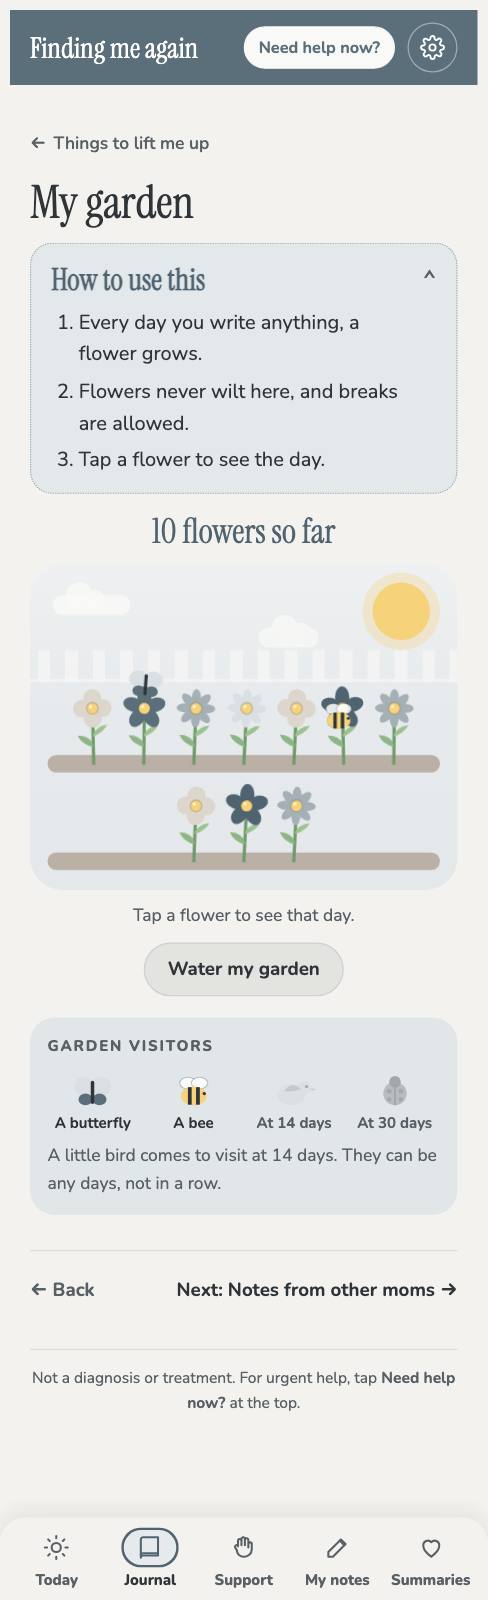 Finding me again
Need help now?
← Things to lift me up
My garden
How to use this
1. Every day you write anything, a
flower grows.
2. Flowers never wilt here, and breaks
are allowed.
3. Tap a flower to see the day.
10 flowers so far
Tap a flower to see that day.
Water my garden
GARDEN VISITORS
A butterfly
A bee
At 14 days
At 30 days
A little bird comes to visit at 14 days. They can be
any days, not in a row.
← Back
Next: Notes from other moms →
Not a diagnosis or treatment. For urgent help, tap Need help
now? at the top.
Today
Journal
Support
My notes
Summaries